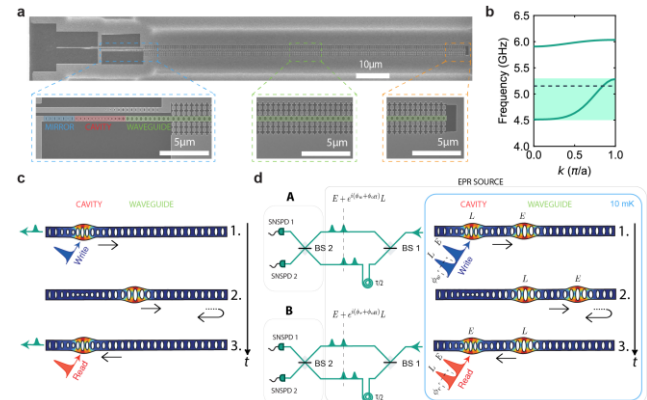 a
10μm
MIRROR CAVITY WAVEGUIDE
5μm
5μm
5μm
b
Frequency (GHz)
6.5
6.0
5.5
5.0
4.5
4.0
0.0
0.5
1.0
k (π/a)
c
CAVITY WAVEGUIDE
1.
Write
2.
3.
Read
t
d
EPR SOURCE
A
SNSPD 1
SNSPD 2
BS 2
BS 1
τ/2
B
SNSPD 1
SNSPD 2
BS 2
BS 1
τ/2
CAVITY WAVEGUIDE
10 mK
L E
1.
L E
Write
L E
2.
E L
3.
L E
Read
t